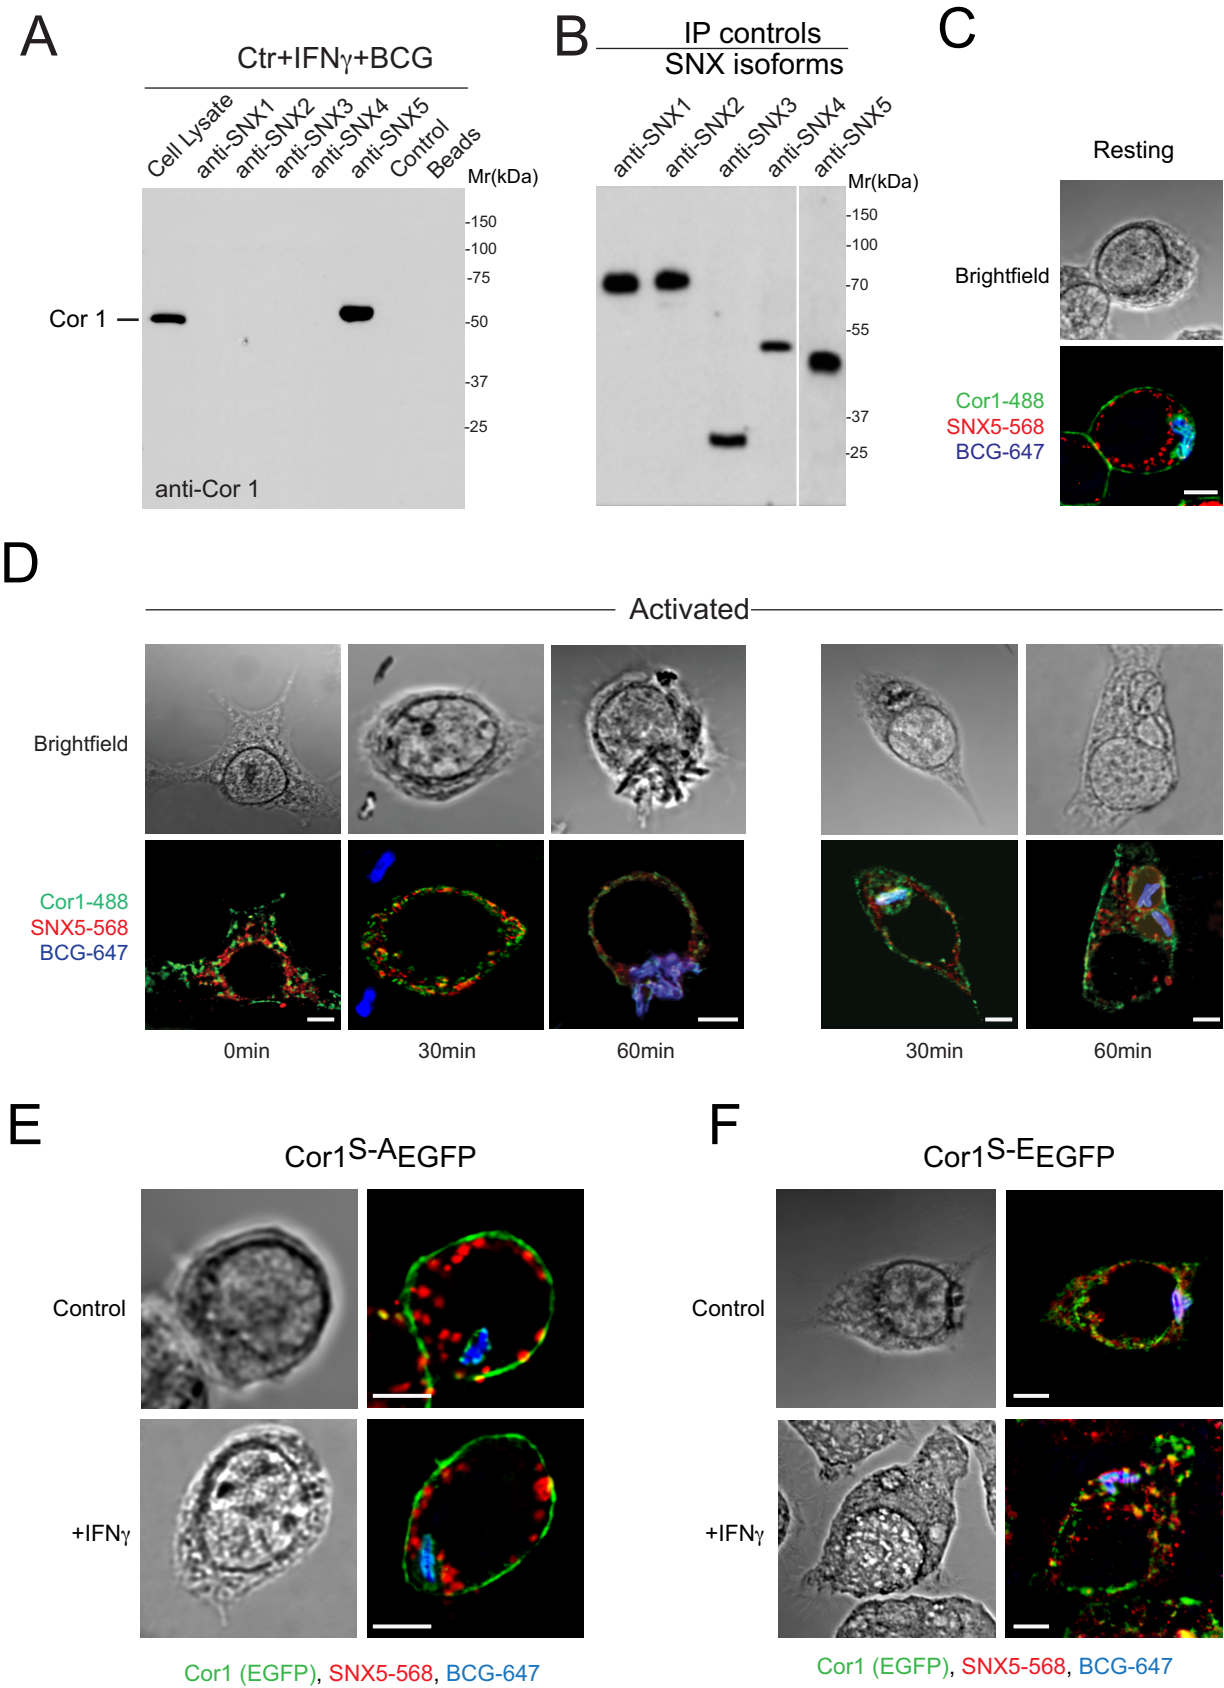 A
Ctr+IFNγ+BCG
Cell Lysate
anti-SNX1
anti-SNX2
anti-SNX3
anti-SNX4
anti-SNX5
Control
Beads
Mr(kDa)
-150
-100
-75
Cor 1
-50
-37
-25
anti-Cor 1
B
IP controls
SNX isoforms
anti-SNX1
anti-SNX2
anti-SNX3
anti-SNX4
anti-SNX5
Mr(kDa)
-150
-100
-70
-55
-37
-25
C
Resting
Brightfield
Cor1-488
SNX5-568
BCG-647
D
Activated
Brightfield
Cor1-488
SNX5-568
BCG-647
0min
30min
60min
30min
60min
E
Cor1S-AEGFP
Control
+IFNγ
Cor1 (EGFP), SNX5-568, BCG-647
F
Cor1S-EEGFP
Control
+IFNγ
Cor1 (EGFP), SNX5-568, BCG-647